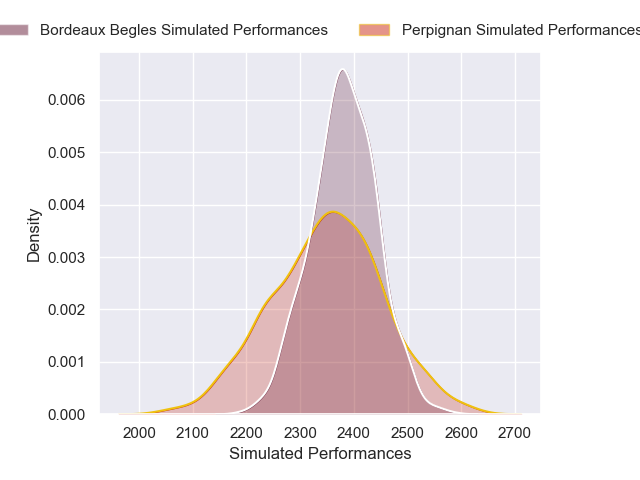 Bordeaux Begles Simulated Performances
Perpignan Simulated Performances
0.006
0.005
0.004
0.003
0.002
0.001
0.000
Density
2000 2100 2200 2300 2400 2500 2600 2700
Simulated Performances